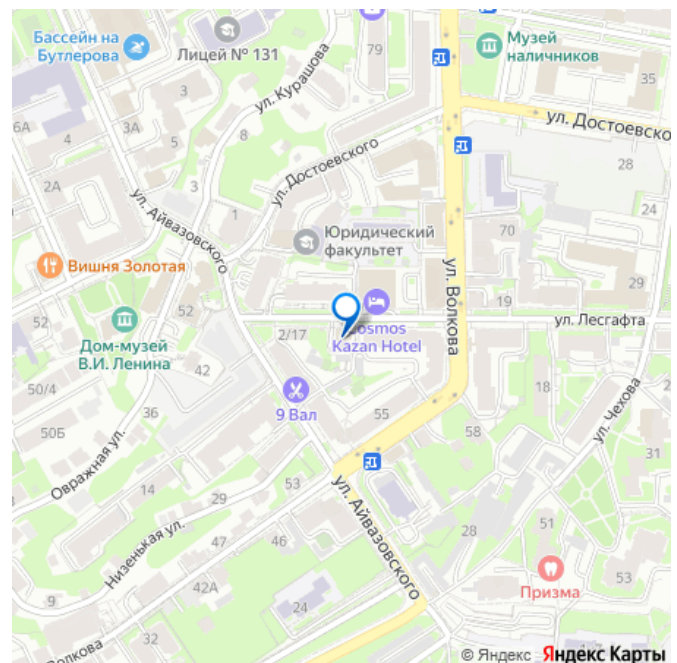 Бассейн на
Бутлерова
Лицей № 131
79
Музей
наличников
35
ул. Курашова
6А
4
3А
5
8
ул. Достоевско
28
2А
3
ул. Достоевского
24
1
ул. Айвазовского
Юридический
факультет
70
Вишня Золотая
ул. Волкова
29
52
52
19
ул. Лесгафта
Дом-музей
В.И. Ленина
2/17
Cosmos
Kazan Hotel
42
50/4
18
ул. Чехова
9 Вал
36
55
50Б
58
31
Овражная ул.
14
53
29
ул. Айвазовского
Низенькая ул.
47
46
28
51
53
42А
Призма
9
24
32
Волкова
© Яндекс Яндекс Карты